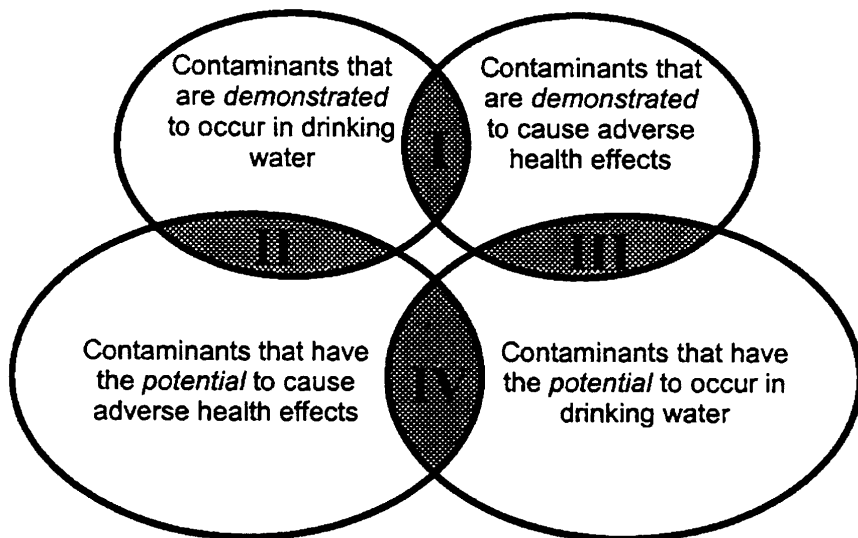 Contaminants that
are demonstrated
to occur in drinking
water
I
Contaminants that
are demonstrated
to cause adverse
health effects
II
III
Contaminants that have
the potential to cause
adverse health effects
IV
Contaminants that have
the potential to occur in
drinking water